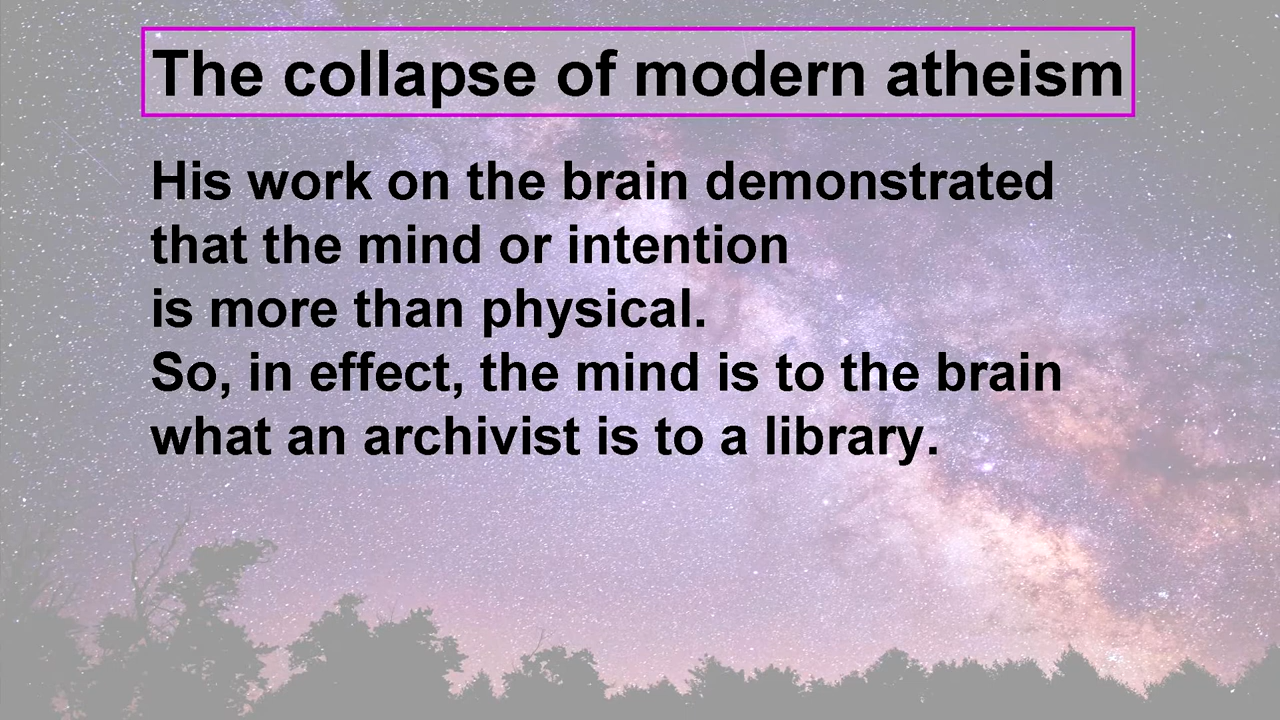 The collapse of modern atheism
His work on the brain demonstrated
that the mind or intention
is more than physical.
So, in effect, the mind is to the brain
what an archivist is to a library.